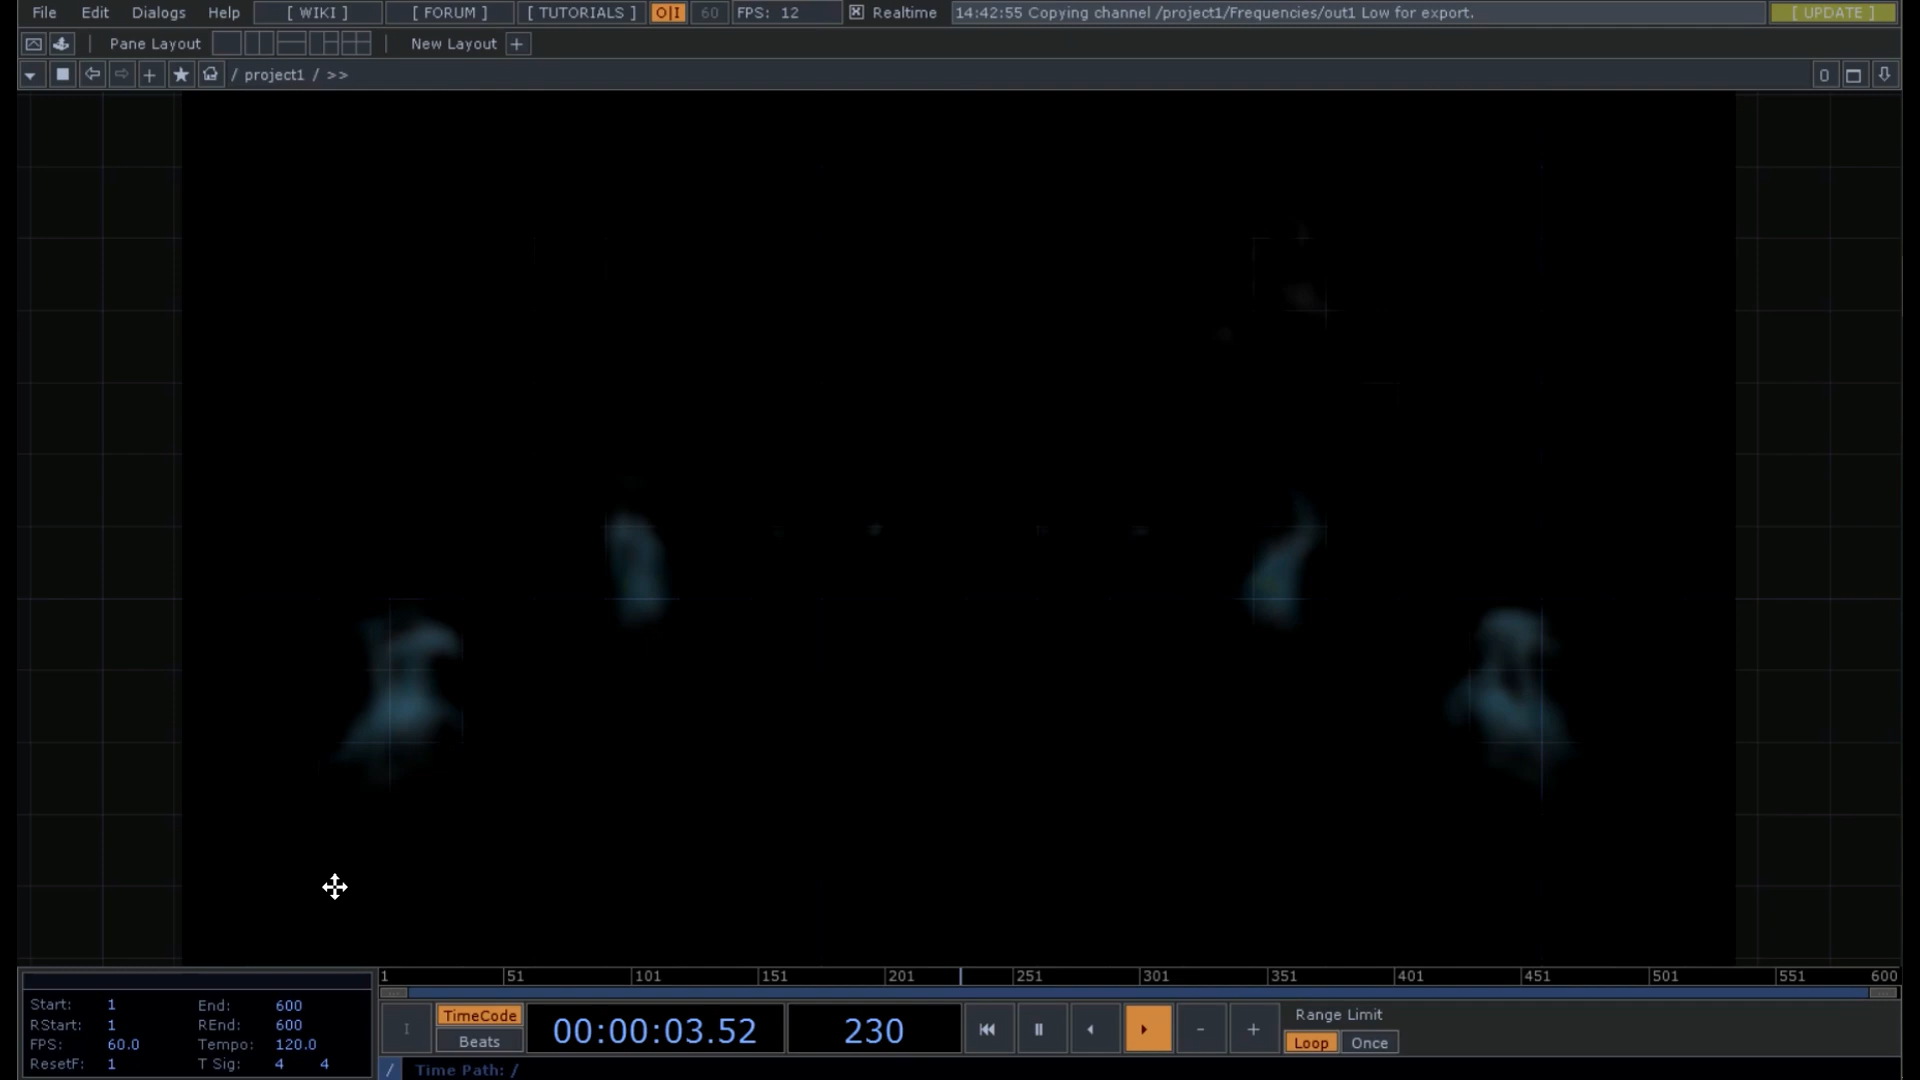 File Edit Dialogs Help [ WIKI ] [ FORUM ] [ TUTORIALS ] O|I 60 FPS: 12 Realtime 14:42:55 Copying channel /project1/Frequencies/out1 Low for export. [ UPDATE ]
Pane Layout New Layout +
+ / project1 / >> 0
1 51 101 151 201 251 301 351 401 451 501 551 600
Start: 1 End: 600
RStart: 1 REnd: 600
FPS: 60.0 Tempo: 120.0
ResetF: 1 T Sig: 4 4
I TimeCode Beats 00:00:03.52 230 - + Range Limit
Loop Once
/ Time Path: /